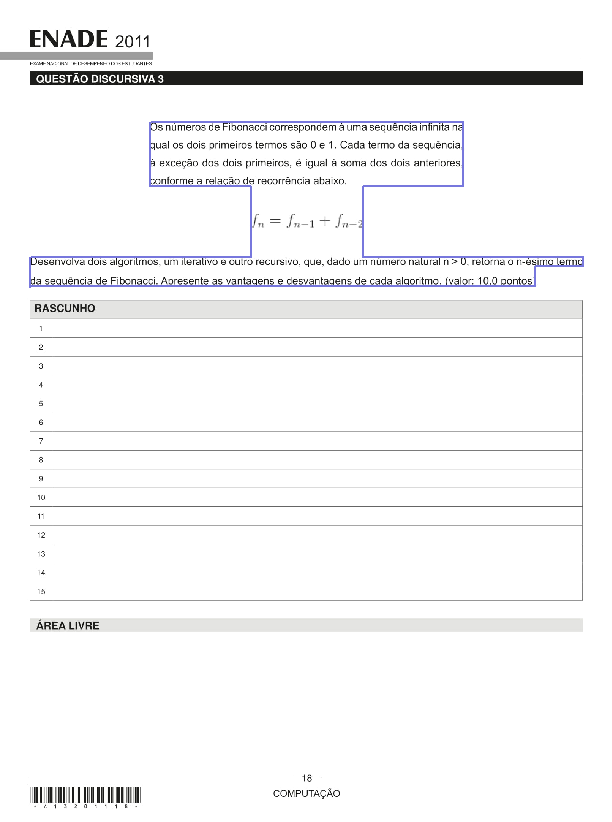 ENADE 2011
EXAME NACIONAL DE DESEMPENHO DOS ESTUDANTES
QUESTÃO DISCURSIVA 3
Os números de Fibonacci correspondem à uma sequência infinita na
qual os dois primeiros termos são 0 e 1. Cada termo da sequência,
à exceção dos dois primeiros, é igual à soma dos dois anteriores,
conforme a relação de recorrência abaixo.
fn = fn−1 + fn−2
Desenvolva dois algoritmos, um iterativo e outro recursivo, que, dado um número natural n > 0, retorna o n-ésimo termo
da sequência de Fibonacci. Apresente as vantagens e desvantagens de cada algoritmo. (valor: 10,0 pontos)
RASCUNHO
1
2
3
4
5
6
7
8
9
10
11
12
13
14
15
ÁREA LIVRE
18
COMPUTAÇÃO